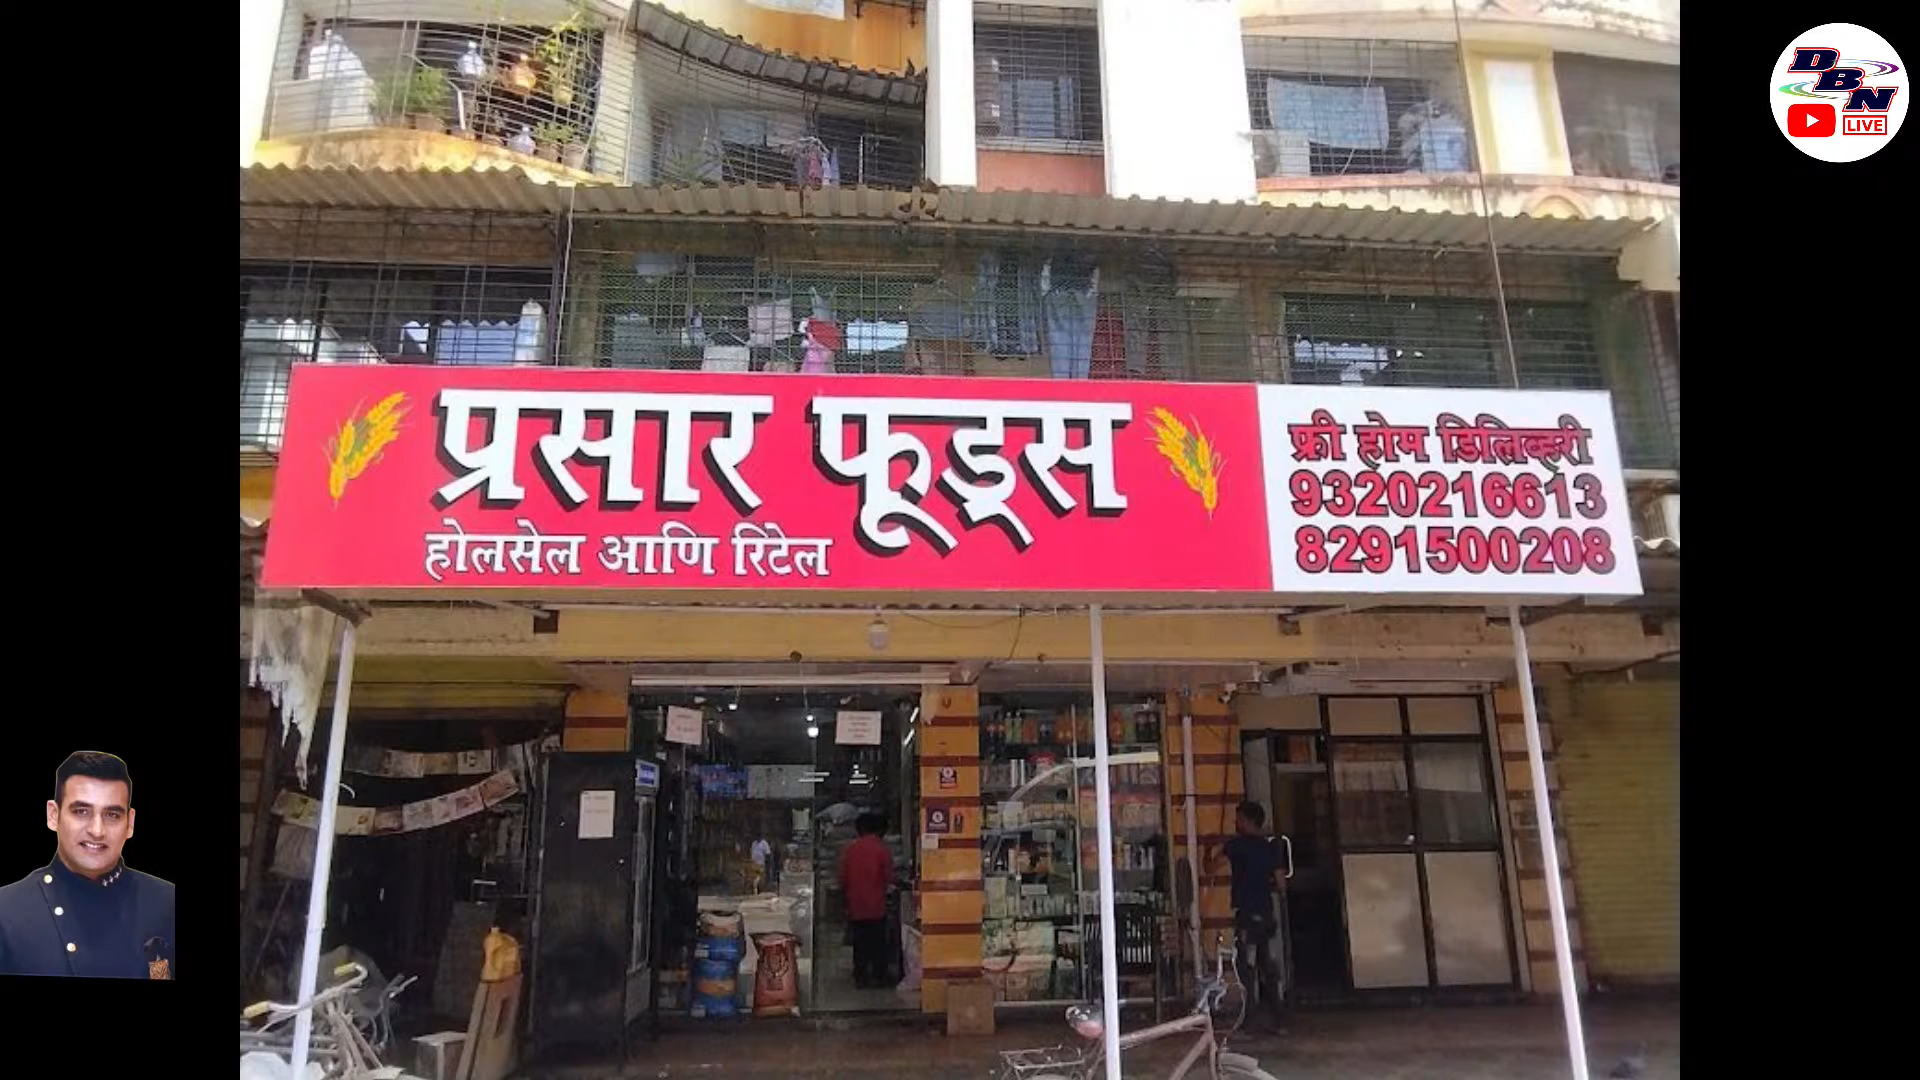 DBN
LIVE
प्रसार फूड्स
होलसेल आणि रिटेल
फ्री होम डिलिव्हरी
9320216613
8291500208